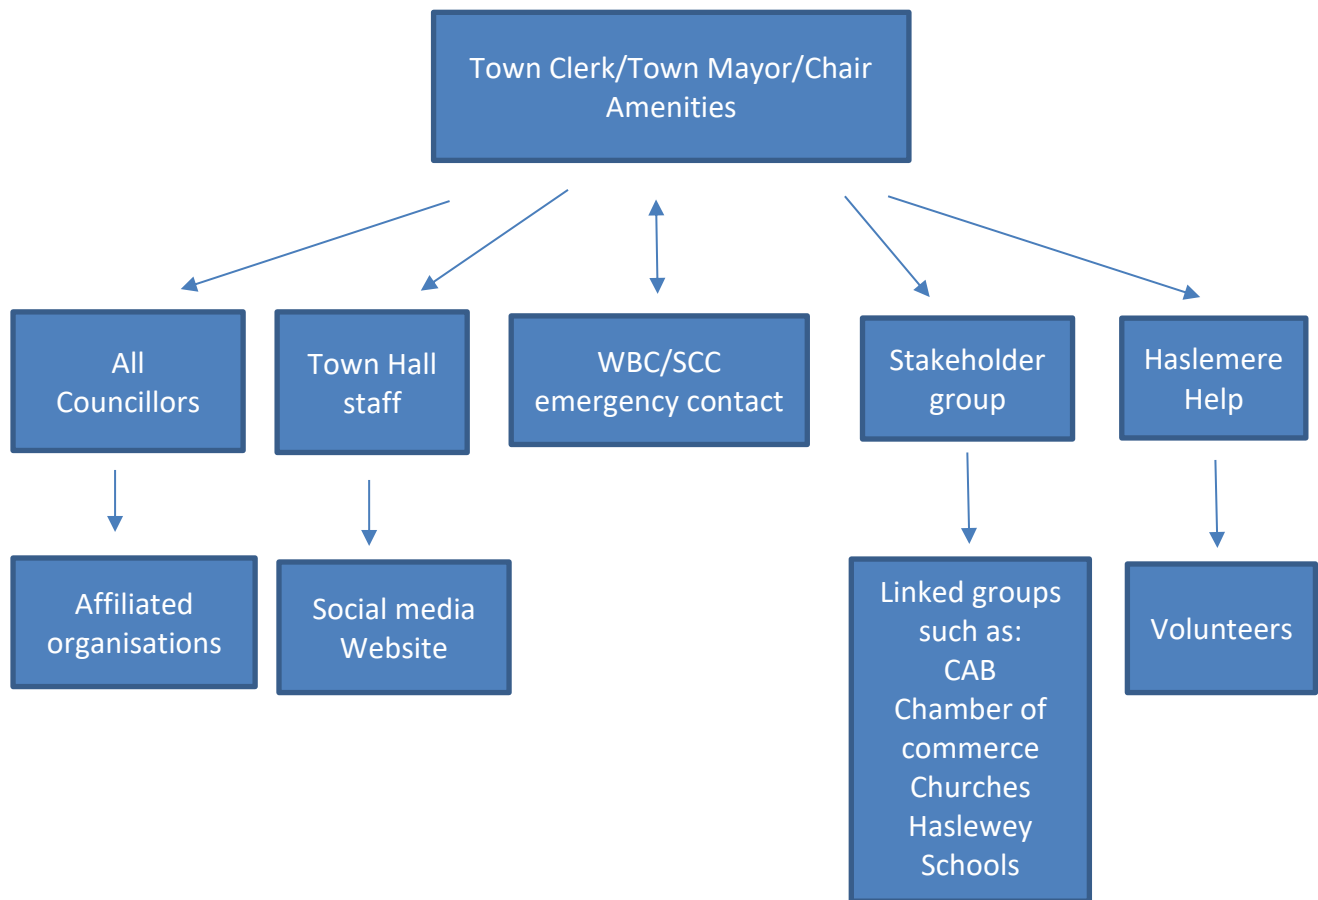 Town Clerk/Town Mayor/Chair
Amenities
All
Councillors
Town Hall
staff
WBC/SCC
emergency contact
Stakeholder
group
Haslemere
Help
Affiliated
organisations
Social media
Website
Linked groups
such as:
CAB
Chamber of
commerce
Churches
Haslewey
Schools
Volunteers